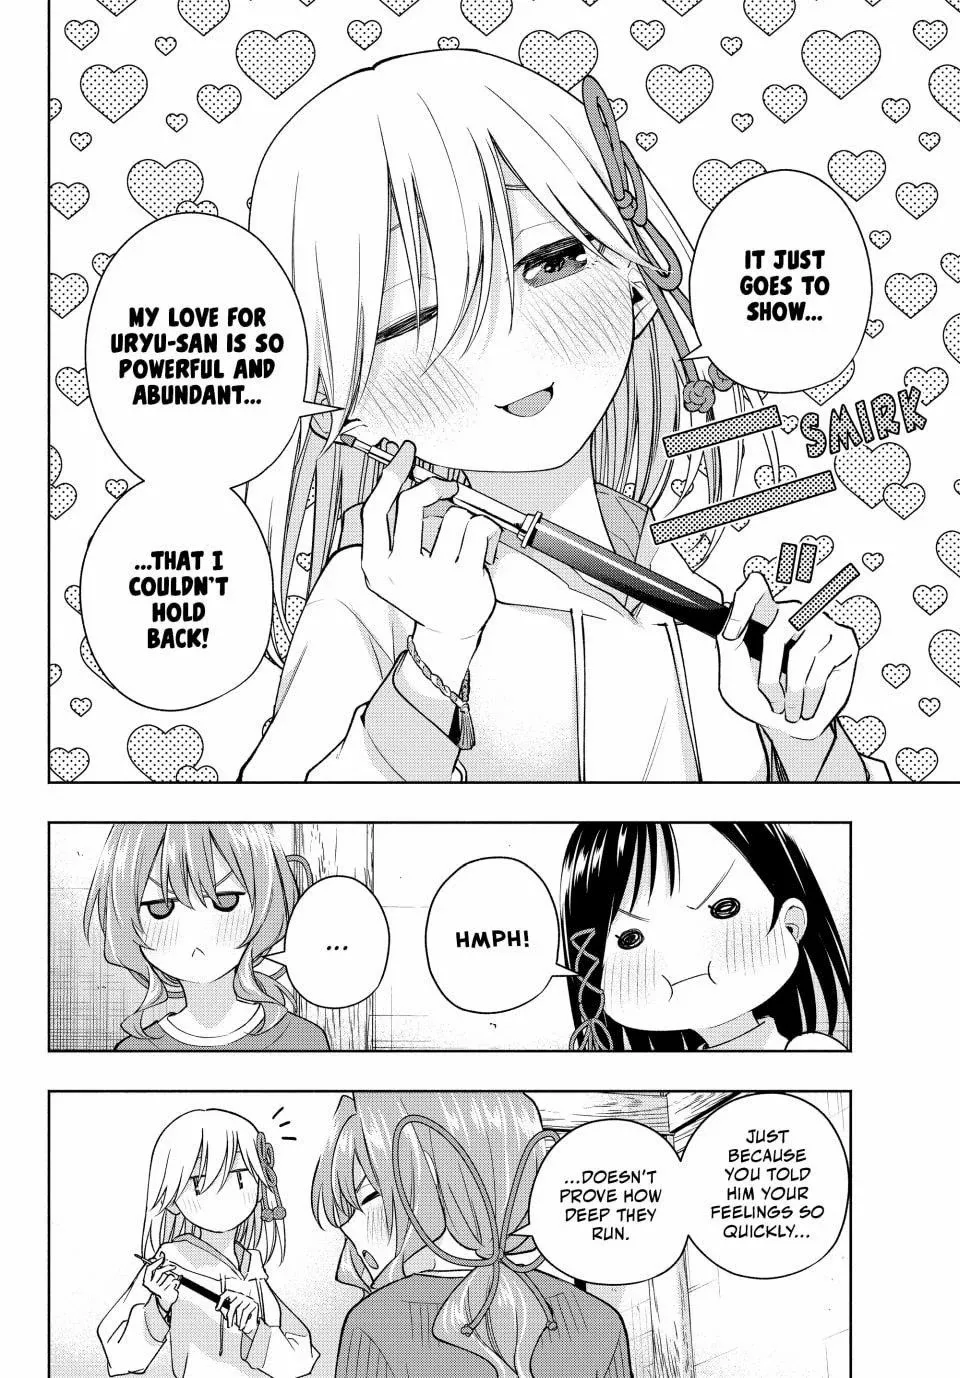 IT JUST
GOES TO
SHOW...
SMIRK
MY LOVE FOR
URYU-SAN IS SO
POWERFUL AND
ABUNDANT...
...THAT I
COULDN'T
HOLD
BACK!
HMPH!
...
JUST
BECAUSE
YOU TOLD
HIM YOUR
FEELINGS SO
QUICKLY...
...DOESN'T
PROVE HOW
DEEP THEY
RUN.